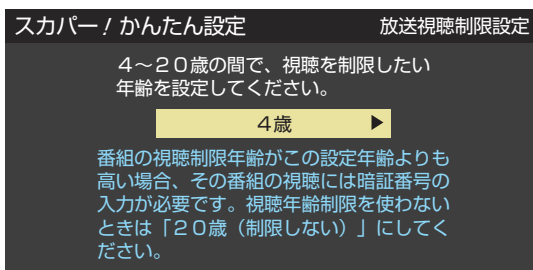 スカパー！かんたん設定 放送視聴制限設定
４～２０歳の間で、視聴を制限したい
年齢を設定してください。
４歳 ▶
番組の視聴制限年齢がこの設定年齢よりも
高い場合、その番組の視聴には暗証番号の
入力が必要です。視聴年齢制限を使わない
ときは「２０歳（制限しない）」にしてく
ださい。